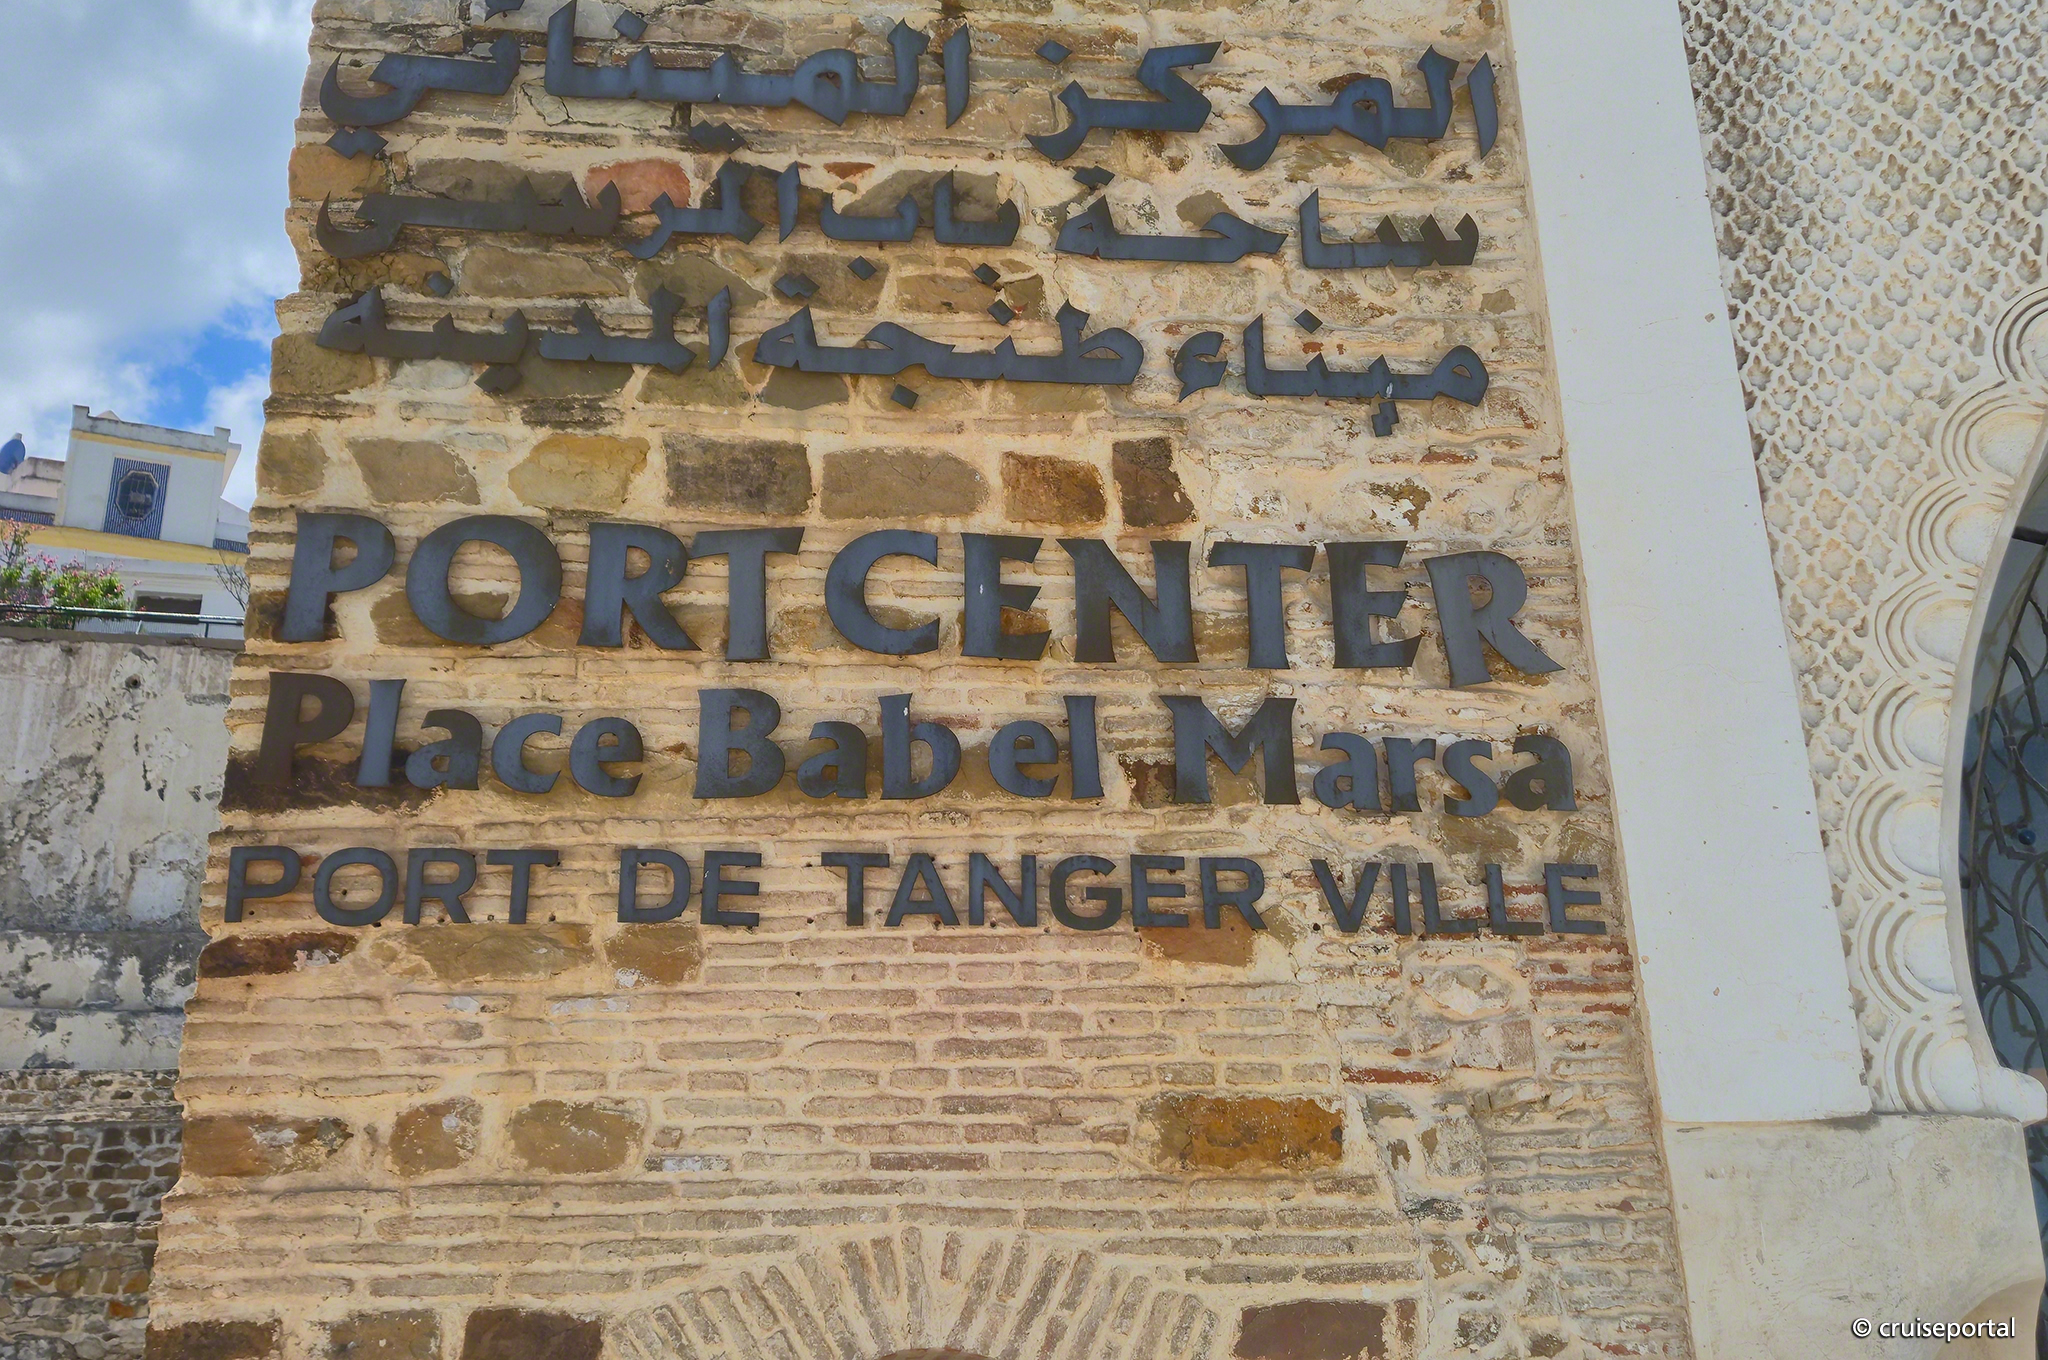 المركز المينائي
ساحة باب المرسى
ميناء طنجة المدينة
PORT CENTER
Place Bab el Marsa
PORT DE TANGER VILLE
© cruiseportal